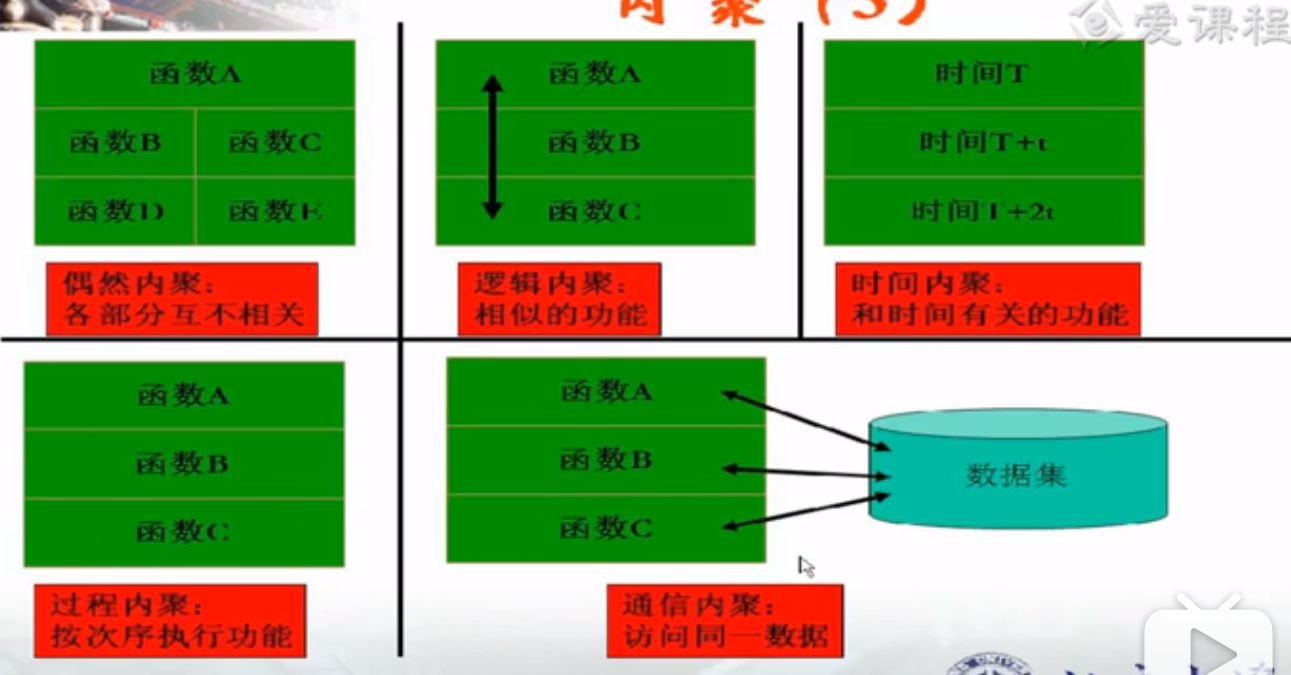 内聚(3)
爱课程
函数A
函数B 函数C
函数D 函数E
偶然内聚：
各部分互不相关
函数A
函数B
函数C
逻辑内聚：
相似的功能
时间T
时间T+t
时间T+2t
时间内聚：
和时间有关的功能
函数A
函数B
函数C
过程内聚：
按次序执行功能
函数A
函数B
函数C
数据集
通信内聚：
访问同一数据